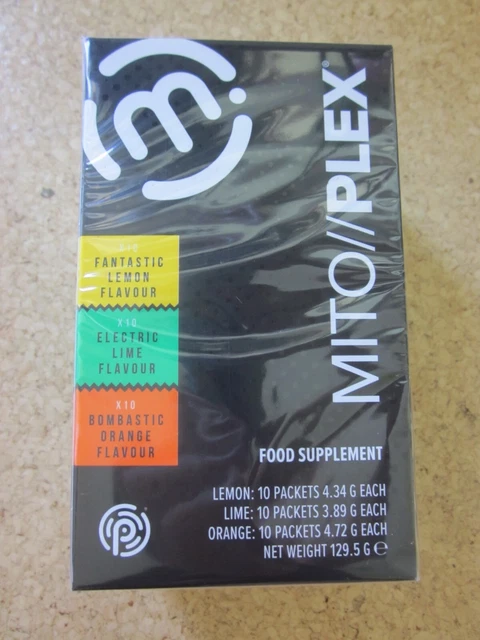 m
MITO//PLEX®
X10
FANTASTIC
LEMON
FLAVOUR
X10
ELECTRIC
LIME
FLAVOUR
X10
BOMBASTIC
ORANGE
FLAVOUR
FOOD SUPPLEMENT
LEMON: 10 PACKETS 4.34 G EACH
LIME: 10 PACKETS 3.89 G EACH
ORANGE: 10 PACKETS 4.72 G EACH
NET WEIGHT 129.5 G ℮
p